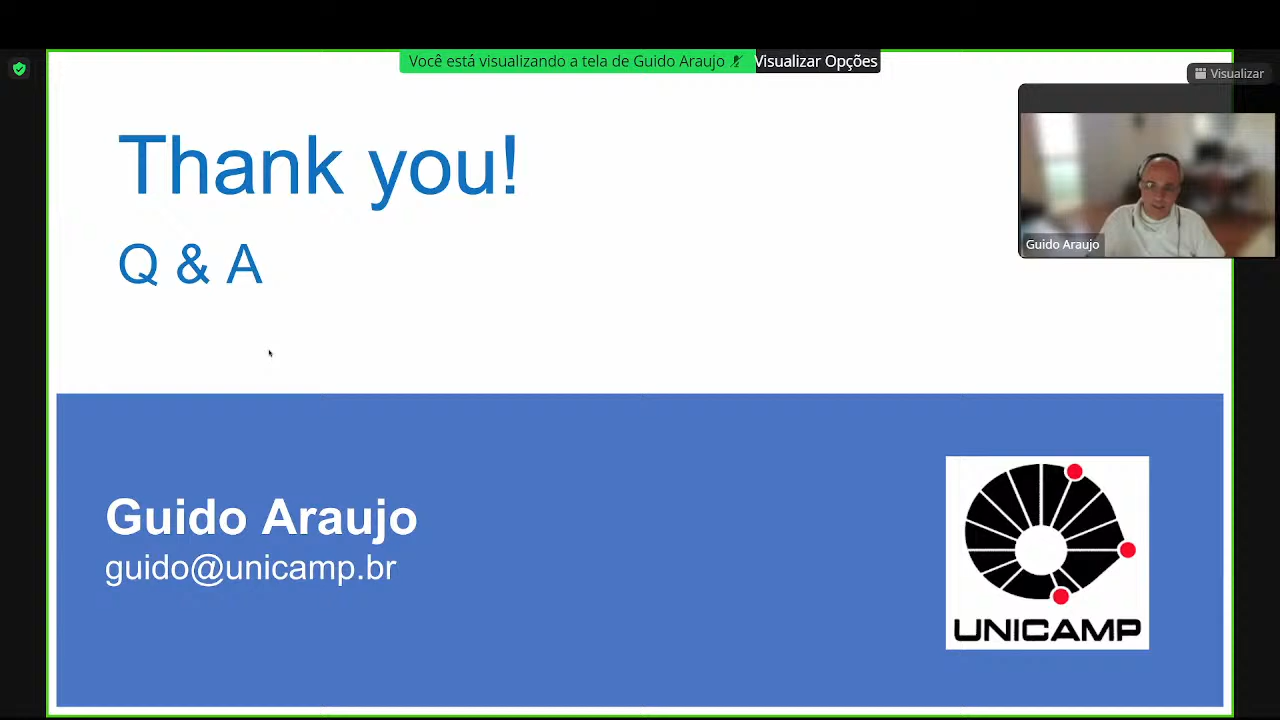 Você está visualizando a tela de Guido Araujo
Visualizar Opções
Visualizar
Thank you!
Q & A
Guido Araujo
Guido Araujo
guido@unicamp.br
UNICAMP